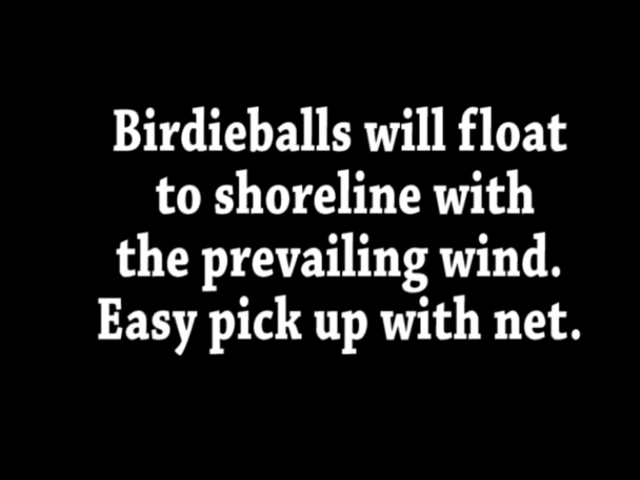 Birdieballs will float
to shoreline with
the prevailing wind.
Easy pick up with net.